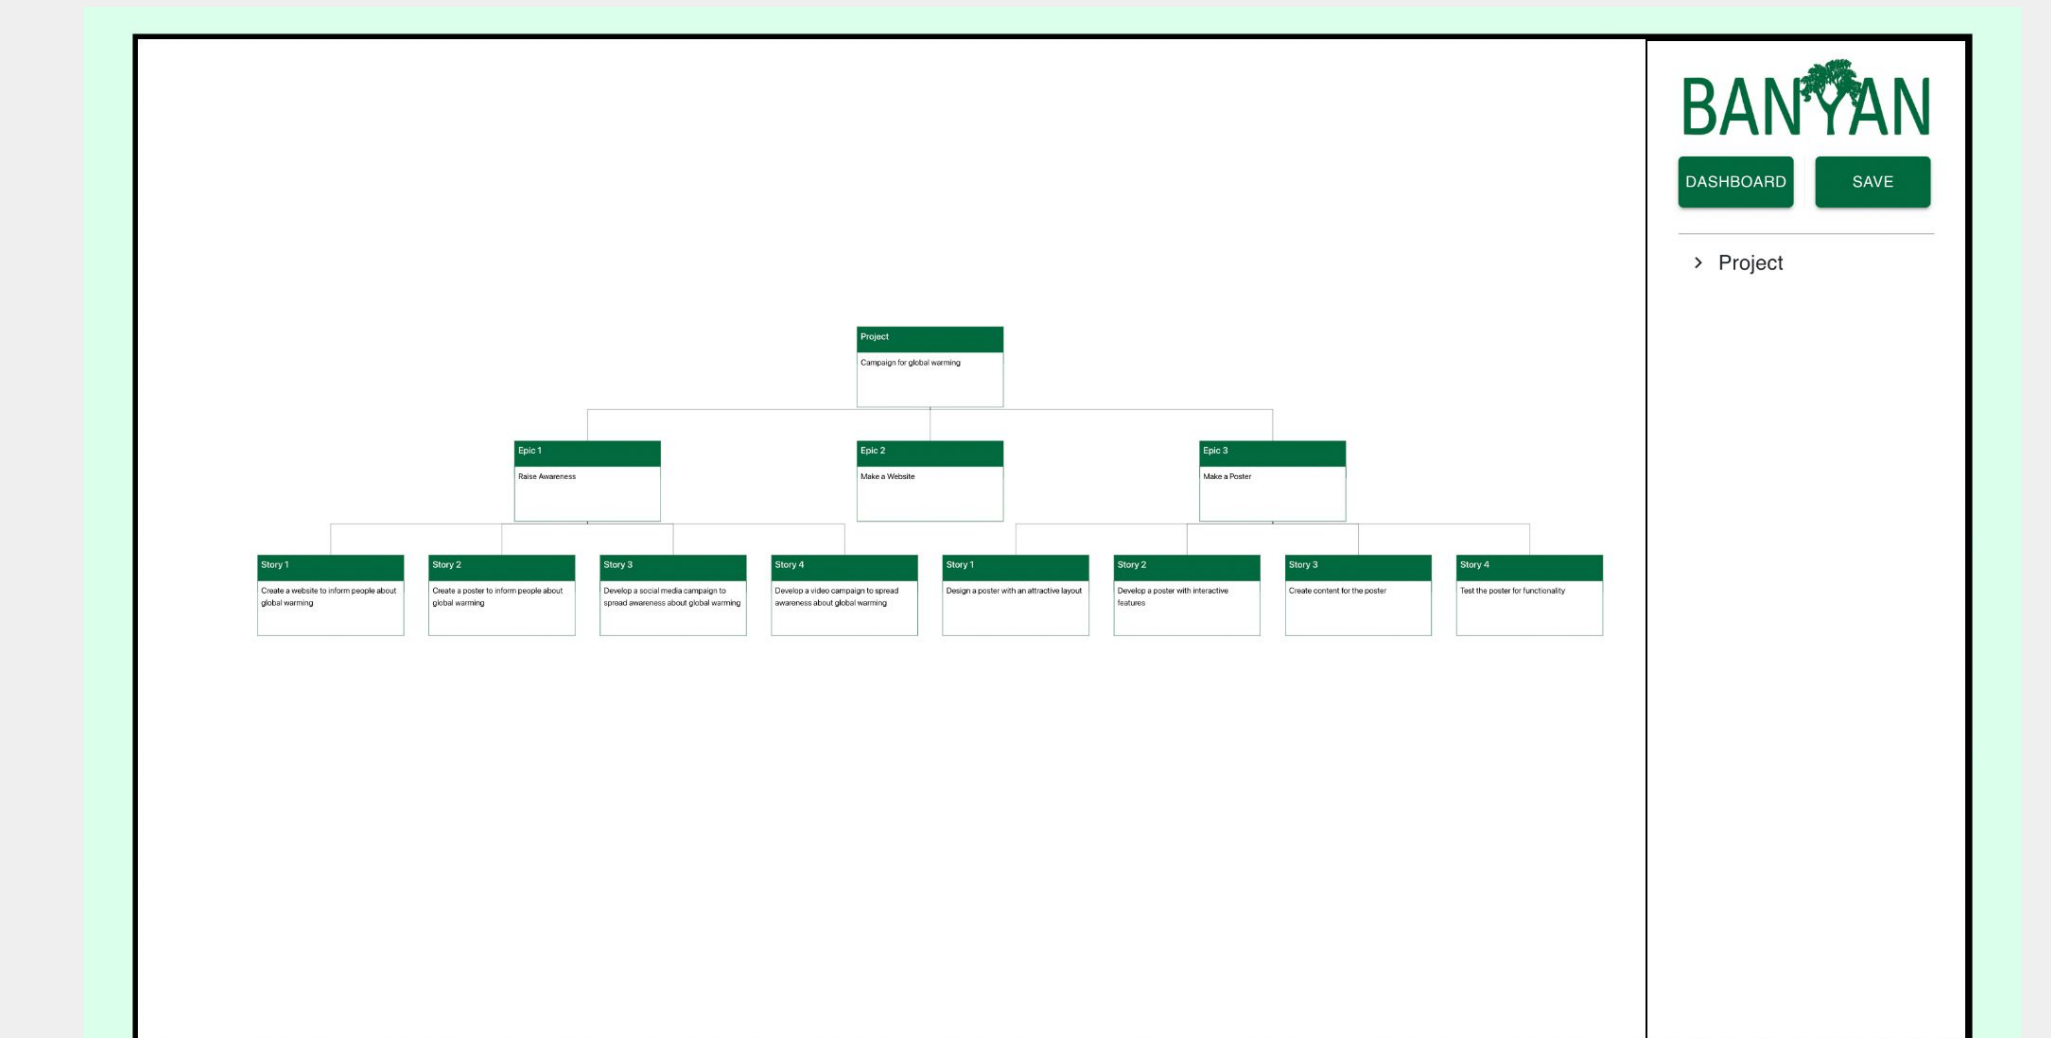 BANYAN
DASHBOARD
SAVE
Project
Project
Campaign for global warming
Epic 1
Raise Awareness
Epic 2
Make a Website
Epic 3
Make a Poster
Story 1
Create a website to inform people about
global warming
Story 2
Create a poster to inform people about
global warming
Story 3
Develop a social media campaign to
spread awareness about global warming
Story 4
Develop a video campaign to spread
awareness about global warming
Story 1
Design a poster with an attractive layout
Story 2
Develop a poster with interactive
features
Story 3
Create content for the poster
Story 4
Test the poster for functionality